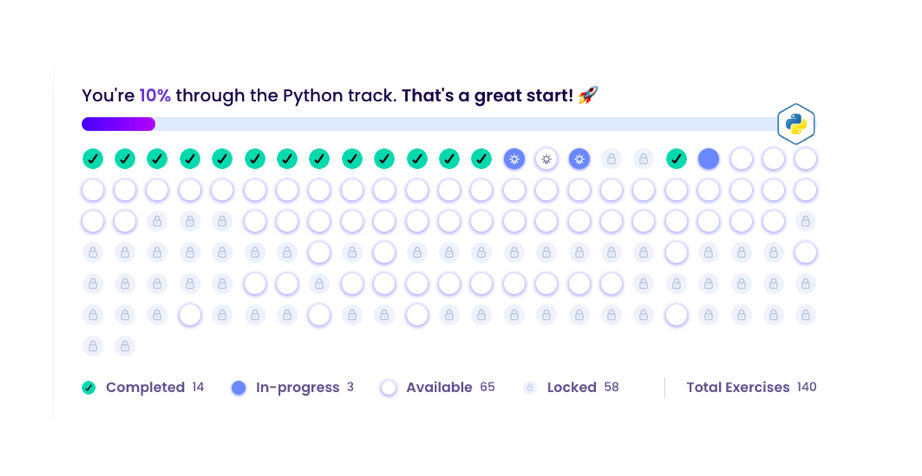 You're 10% through the Python track. That's a great start! 🚀
Completed 14 In-progress 3 Available 65 Locked 58 Total Exercises 140